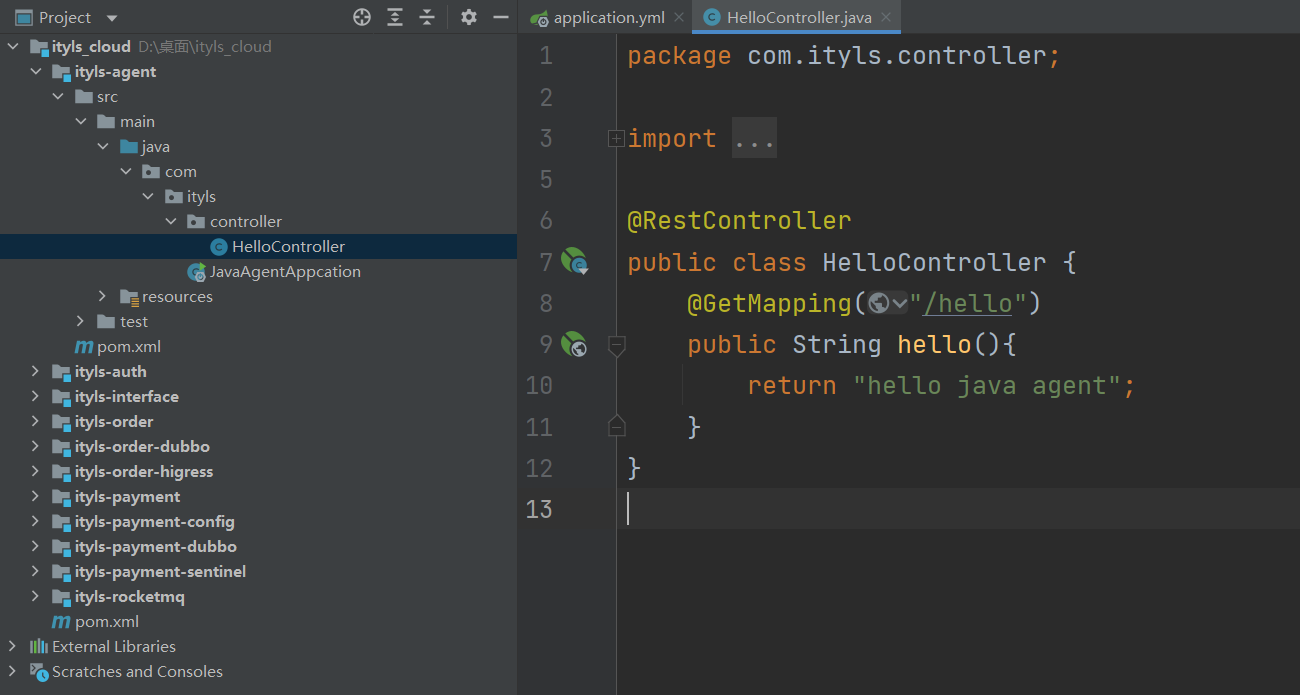 Project
ityls_cloud D:\桌面\ityls_cloud
ityls-agent
src
main
java
com
ityls
controller
HelloController
JavaAgentAppcation
resources
test
pom.xml
ityls-auth
ityls-interface
ityls-order
ityls-order-dubbo
ityls-order-higress
ityls-payment
ityls-payment-config
ityls-payment-dubbo
ityls-payment-sentinel
ityls-rocketmq
pom.xml
External Libraries
Scratches and Consoles
application.yml HelloController.java
1 package com.ityls.controller;
2
3 import ...
5
6 @RestController
7 public class HelloController {
8 @GetMapping("/hello")
9 public String hello(){
10 return "hello java agent";
11 }
12 }
13